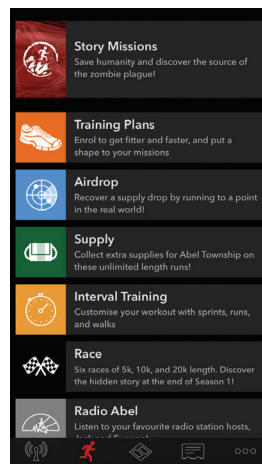 Story Missions
Save humanity and discover the source of
the zombie plague!
Training Plans
Enrol to get fitter and faster, and put a
shape to your missions
Airdrop
Recover a supply drop by running to a point
in the real world!
Supply
Collect extra supplies for Abel Township on
these unlimited length runs!
Interval Training
Customise your workout with sprints, runs,
and walks
Race
Six races of 5k, 10k, and 20k length. Discover
the hidden story at the end of Season 1!
Radio Abel
Listen to your favourite radio station hosts,